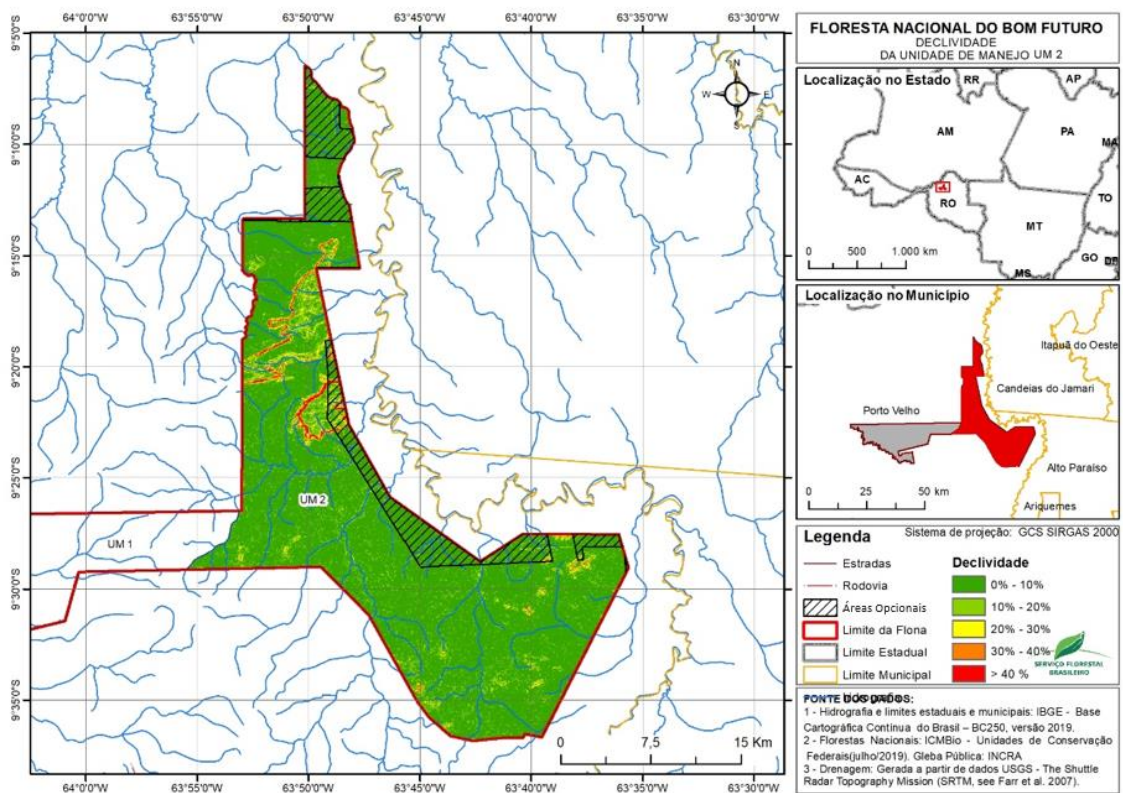 64°0'0"W 63°55'0"W 63°50'0"W 63°45'0"W 63°40'0"W 63°35'0"W 63°30'0"W
9°5'0"S
9°10'0"S
9°15'0"S
9°20'0"S
9°25'0"S
9°30'0"S
9°35'0"S
N
W E
S
UM 2
UM 1
0 7,5 15 Km
64°0'0"W 63°55'0"W 63°50'0"W 63°45'0"W 63°40'0"W 63°35'0"W 63°30'0"W
FLORESTA NACIONAL DO BOM FUTURO
DECLIVIDADE
DA UNIDADE DE MANEJO UM 2
Localização no Estado
RR
AP
AM
PA
MA
AC
TO
RO
MT
GO
DF
MS
0 500 1.000 km
Localização no Município
Itapuã do Oeste
Candeias do Jamari
Porto Velho
Alto Paraíso
Ariquemes
0 25 50 km
Sistema de projeção: GCS SIRGAS 2000
Legenda
Estradas
Rodovia
Áreas Opcionais
Limite da Flona
Limite Estadual
Limite Municipal
hidrografia
Declividade
0% - 10%
10% - 20%
20% - 30%
30% - 40%
> 40 %
SERVIÇO FLORESTAL
BRASILEIRO
FONTE DOS DADOS:
1 - Hidrografia e limites estaduais e municipais: IBGE - Base
Cartográfica Contínua do Brasil – BC250, versão 2019.
2 - Florestas Nacionais: ICMBio - Unidades de Conservação
Federais(julho/2019). Gleba Pública: INCRA
3 - Drenagem: Gerada a partir de dados USGS - The Shuttle
Radar Topography Mission (SRTM, see Farr et al. 2007).